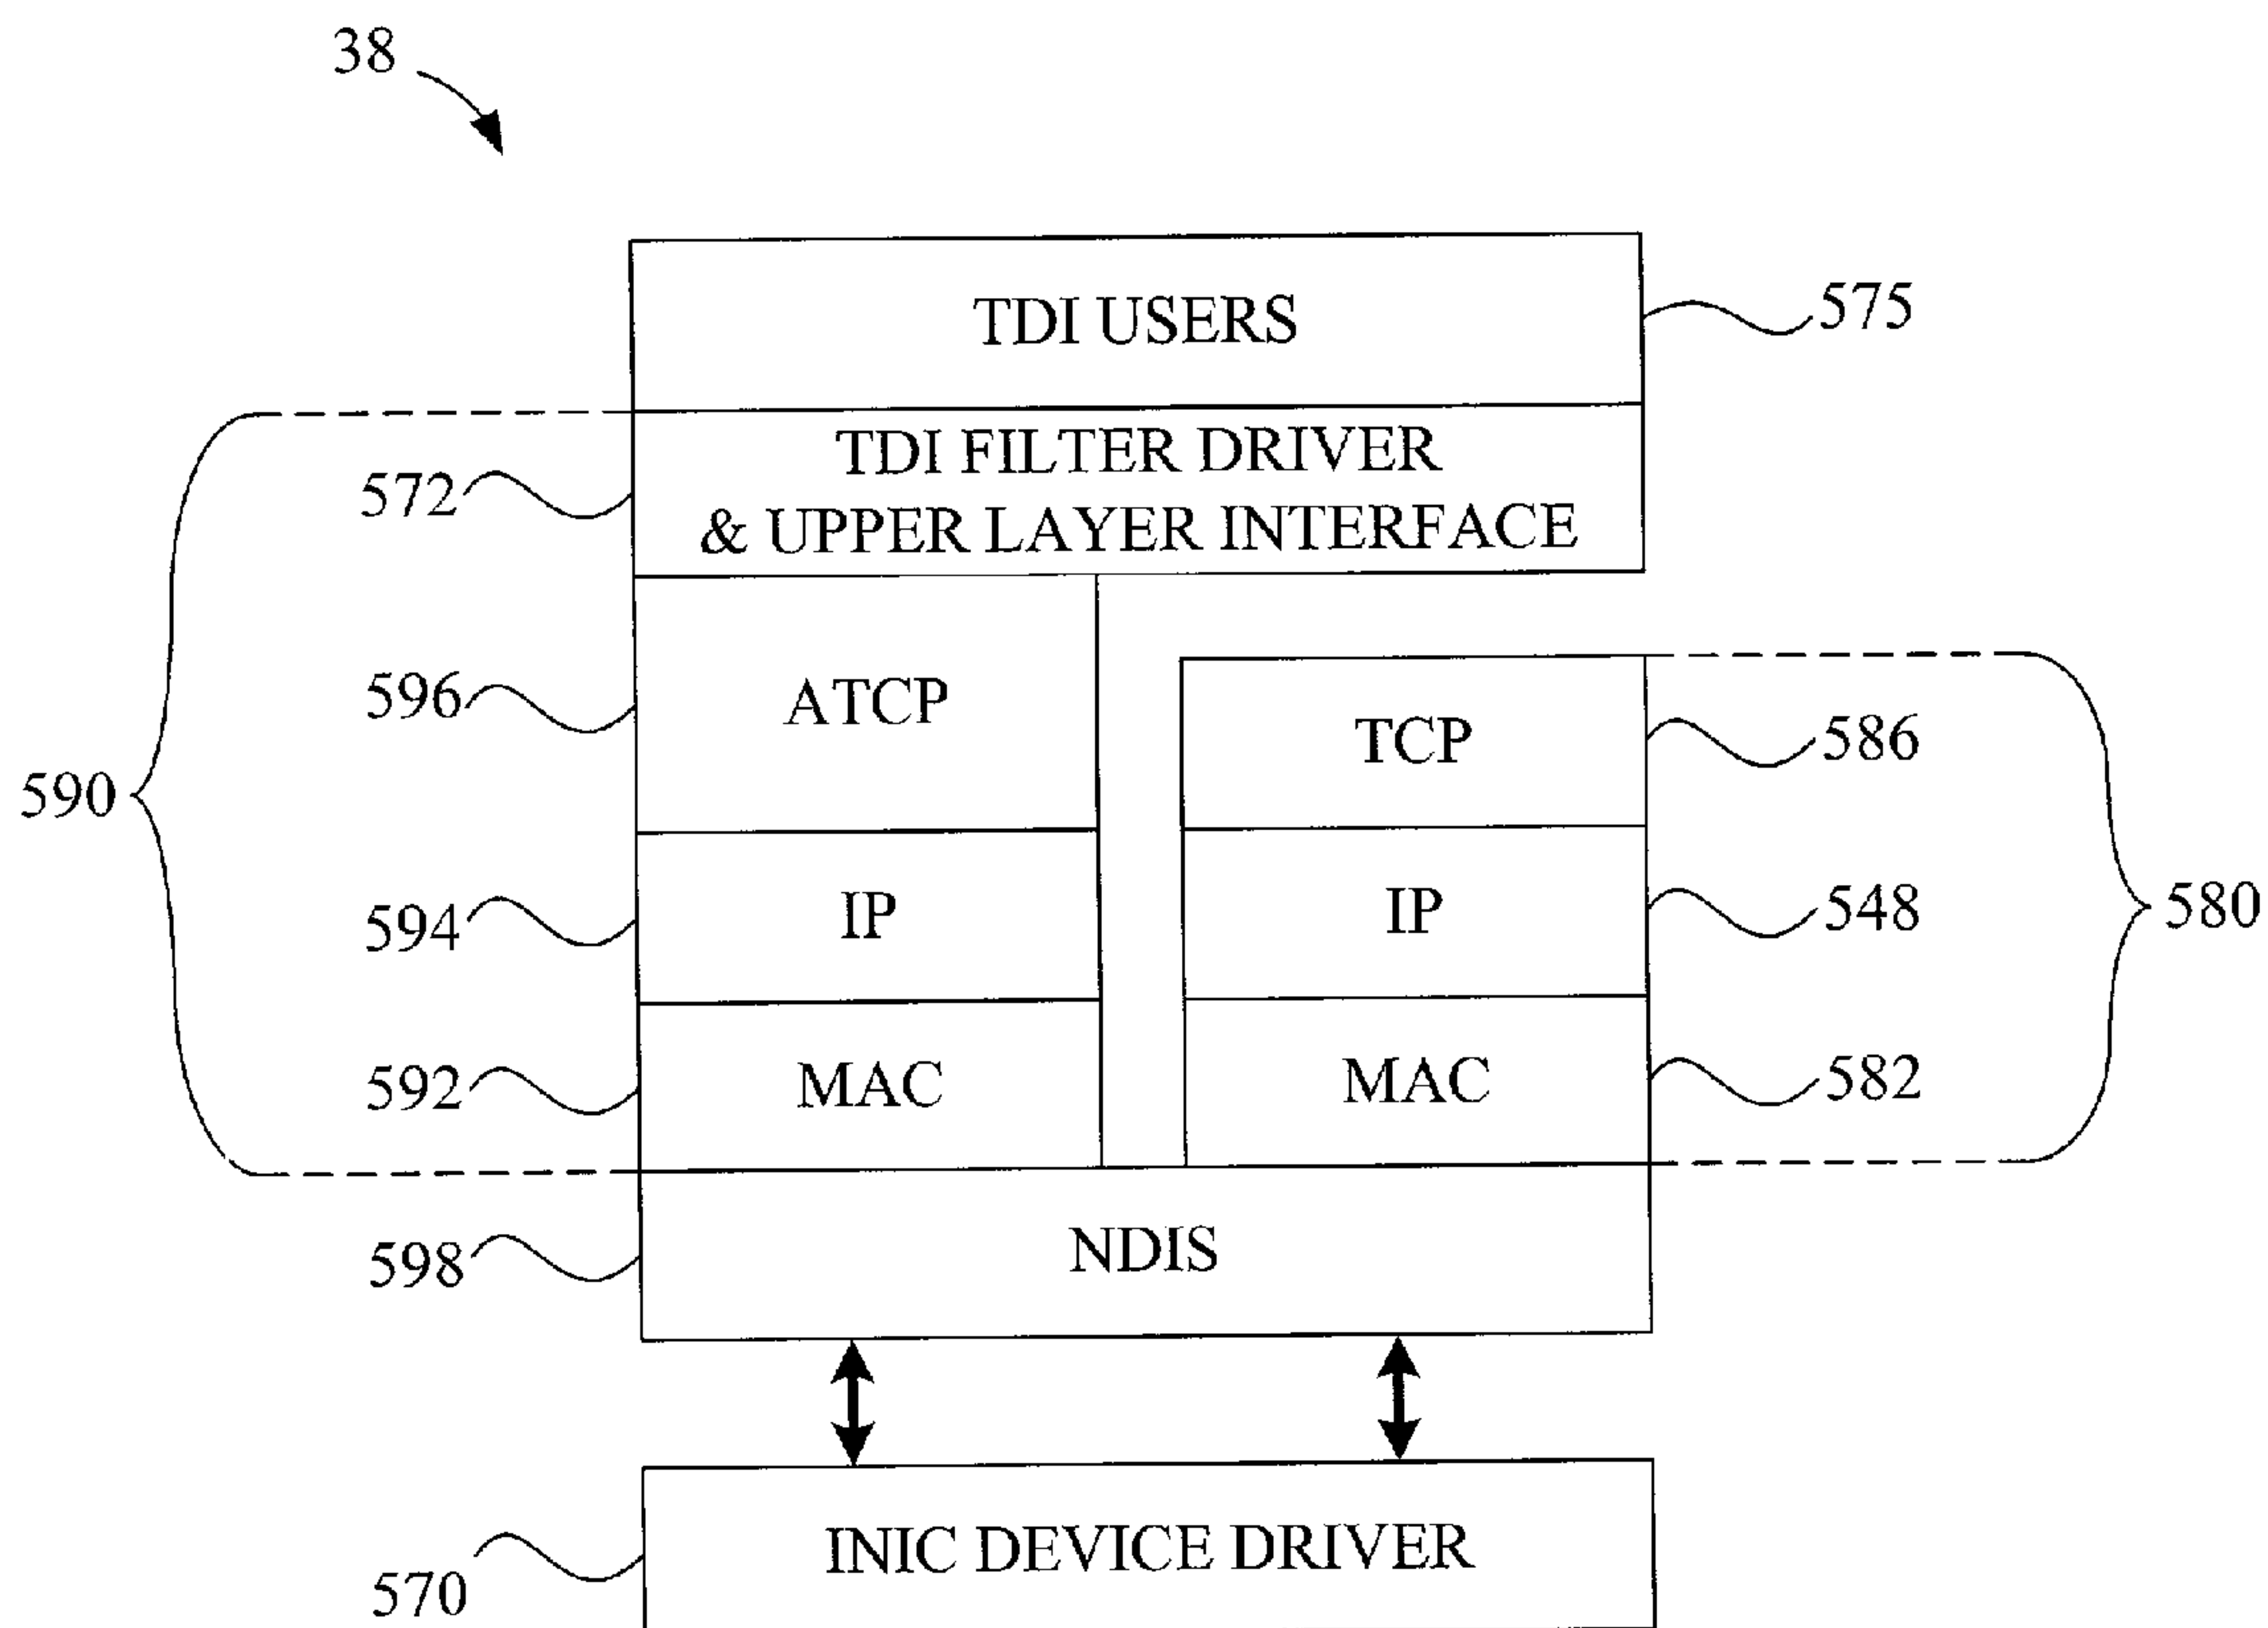 38
TDI USERS
575
TDI FILTER DRIVER
572
& UPPER LAYER INTERFACE
596
ATCP
TCP
586
590
594
IP
IP
548
580
592
MAC
MAC
582
598
NDIS
570
INIC DEVICE DRIVER